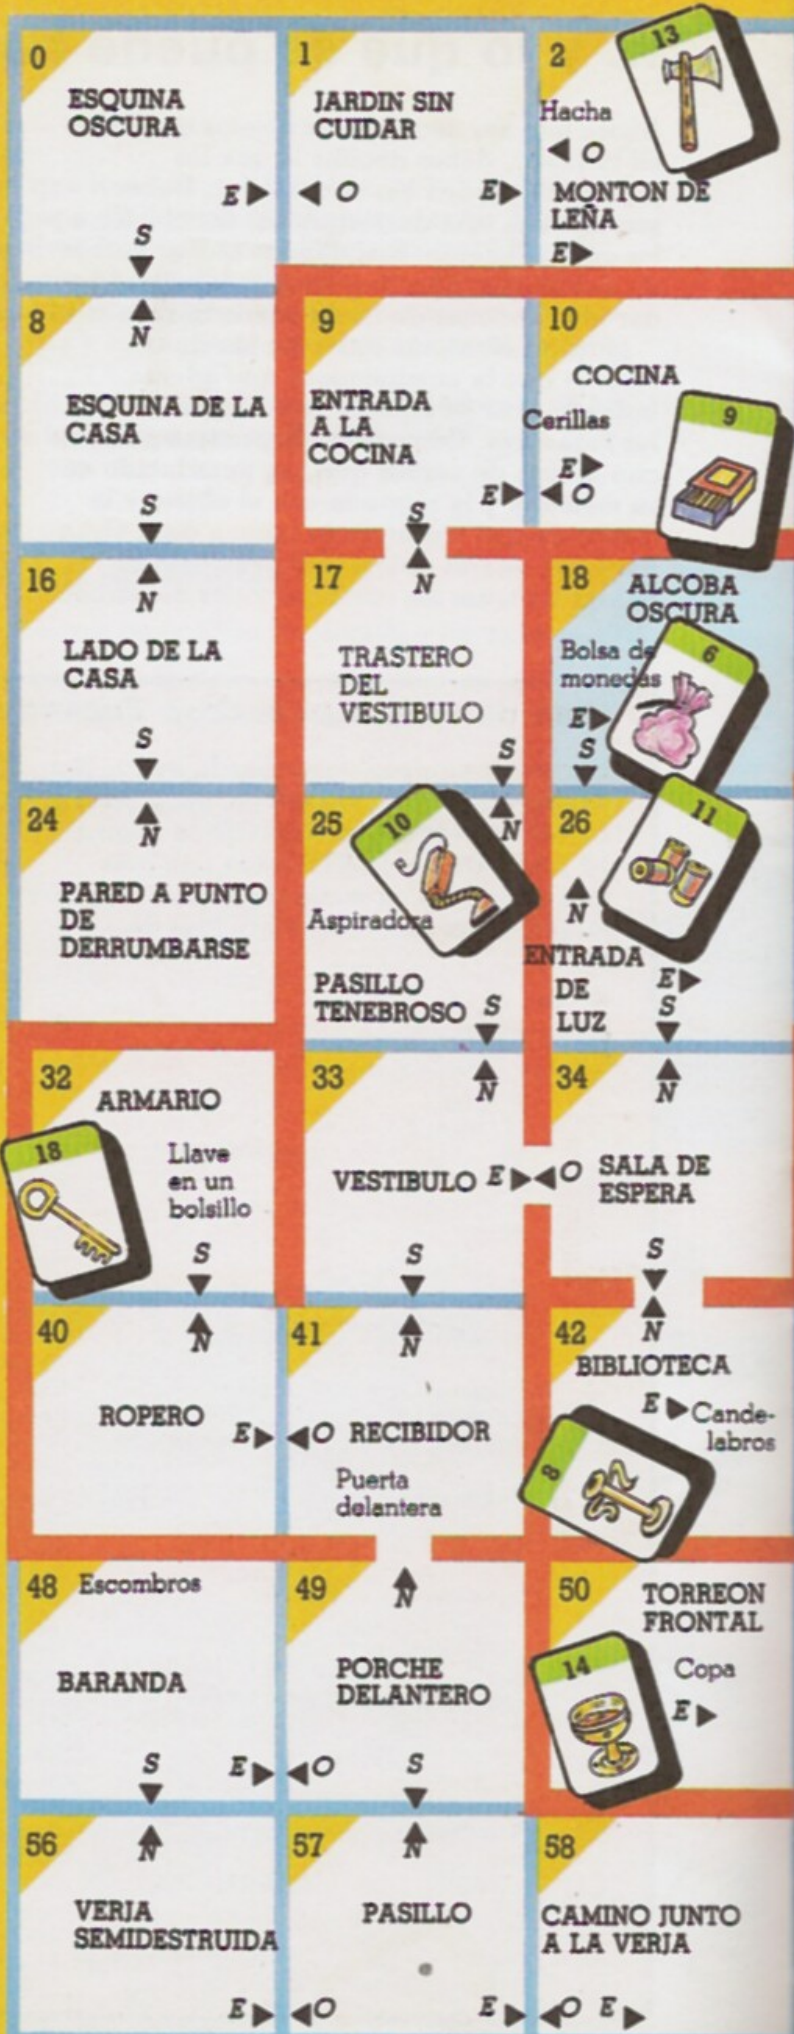 0
ESQUINA
OSCURA
E
S
1
JARDIN SIN
CUIDAR
O E
2
13
Hacha
O
MONTON DE
LEÑA
E
8
N
ESQUINA DE LA
CASA
S
9
ENTRADA
A LA
COCINA
E
S
10
COCINA
Cerillas
9
E
O
16
N
LADO DE LA
CASA
S
17
N
TRASTERO
DEL
VESTIBULO
S
18
ALCOBA
OSCURA
Bolsa de
monedas
6
E
S
24
N
PARED A PUNTO
DE
DERRUMBARSE
25
10
N
Aspiradora
PASILLO
TENEBROSO
S
26
11
N
ENTRADA
DE
LUZ
E
S
32
ARMARIO
18
Llave
en un
bolsillo
S
33
N
VESTIBULO E
S
34
N
O SALA DE
ESPERA
S
40
N
ROPERO
E
41
N
O RECIBIDOR
Puerta
delantera
42
N
BIBLIOTECA
E Cande-
labros
8
48 Escombros
BARANDA
S
E
49
N
PORCHE
DELANTERO
O
S
50
TORREON
FRONTAL
14
Copa
E
56
N
VERJA
SEMIDESTRUIDA
E
57
N
PASILLO
O E
58
CAMINO JUNTO
A LA VERJA
O E